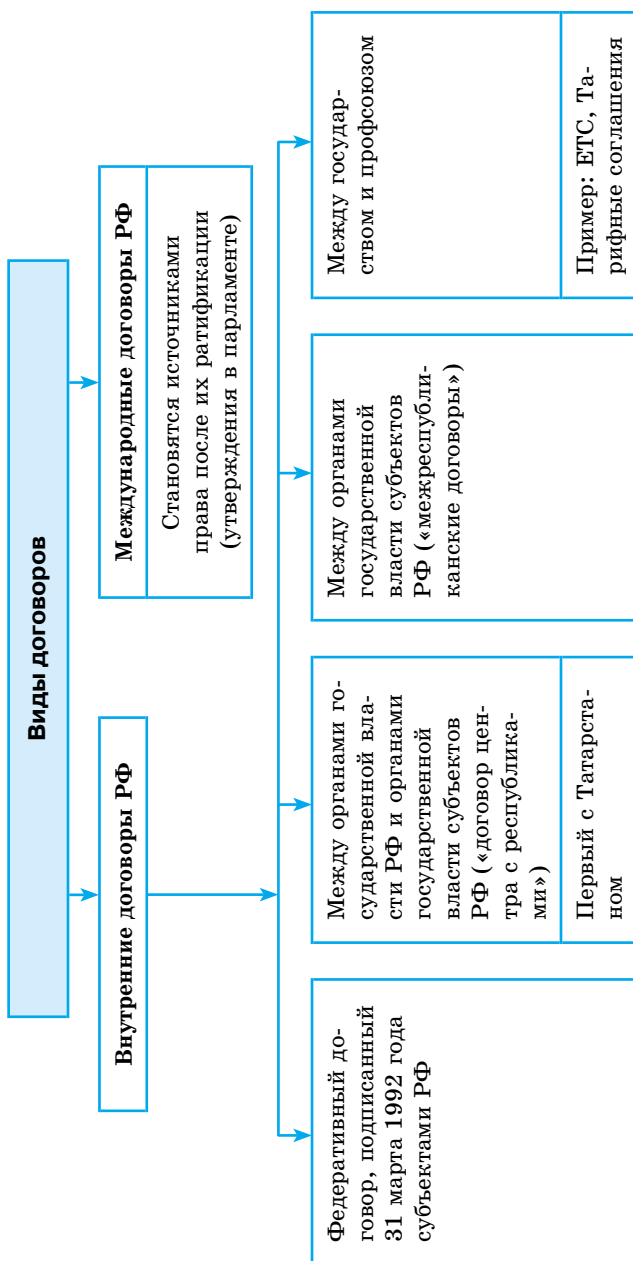 Виды договоров
Внутренние договоры РФ
Международные договоры РФ
Становятся источниками
права после их ратификации
(утверждения в парламенте)
Федеративный до-
говор, подписанный
31 марта 1992 года
субъектами РФ
Между органами го-
сударственной вла-
сти РФ и органами
государственной
власти субъектов
РФ («договор цен-
тра с республика-
ми»)
Первый с Татарста-
ном
Между органами
государственной
власти субъектов
РФ («межреспубли-
канские договоры»)
Между государ-
ством и профсоюзом
Пример: ЕТС, Та-
рифные соглашения